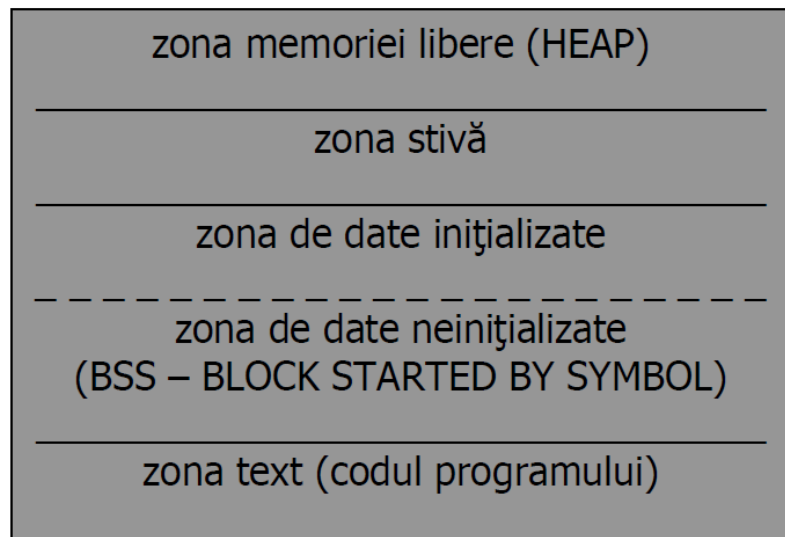 zona memoriei libere (HEAP)
zona stivă
zona de date iniţializate
zona de date neiniţializate
(BSS – BLOCK STARTED BY SYMBOL)
zona text (codul programului)